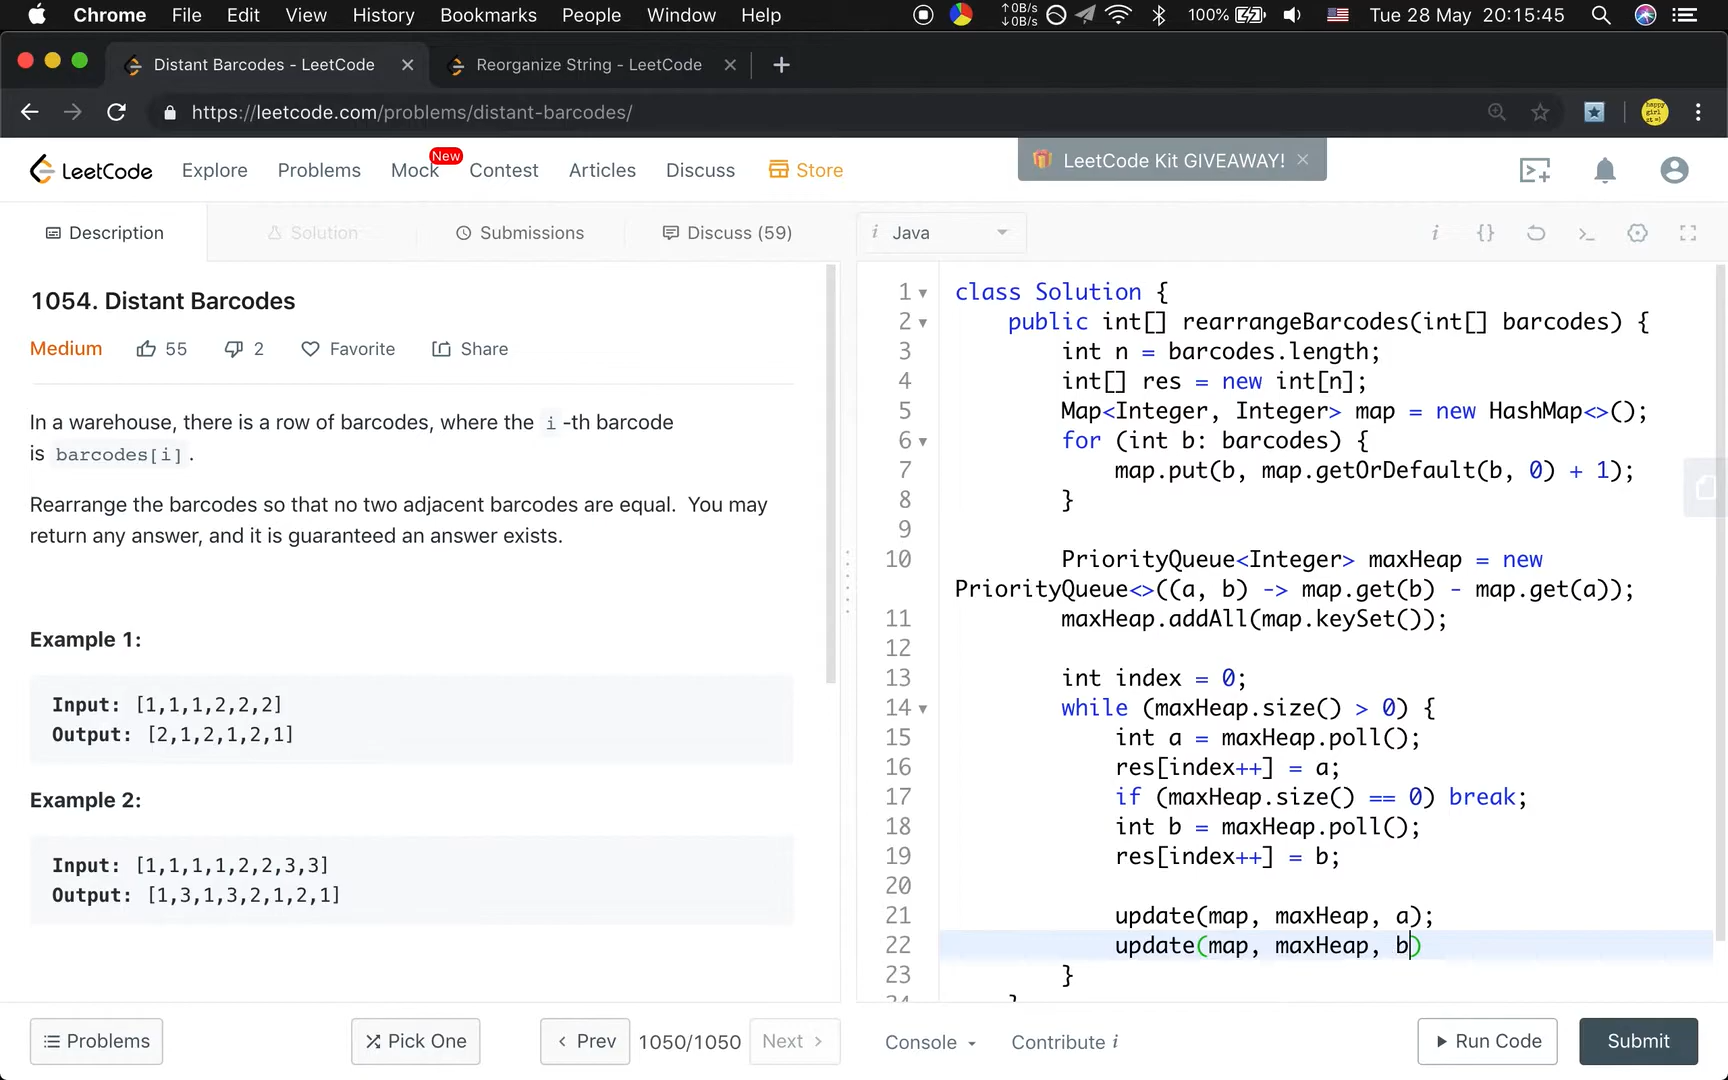 Chrome File Edit View History Bookmarks People Window Help ↑0B/s ↓0B/s 100% Tue 28 May 20:15:45
Distant Barcodes - LeetCode Reorganize String - LeetCode
https://leetcode.com/problems/distant-barcodes/ happy girl
LeetCode Explore Problems Mock New Contest Articles Discuss Store LeetCode Kit GIVEAWAY!
Description Solution Submissions Discuss (59) i Java
1054. Distant Barcodes
Medium 55 2 Favorite Share
In a warehouse, there is a row of barcodes, where the i -th barcode
is barcodes[i] .
Rearrange the barcodes so that no two adjacent barcodes are equal. You may
return any answer, and it is guaranteed an answer exists.
Example 1:
Input: [1,1,1,2,2,2]
Output: [2,1,2,1,2,1]
Example 2:
Input: [1,1,1,1,2,2,3,3]
Output: [1,3,1,3,2,1,2,1]
1 class Solution {
2 public int[] rearrangeBarcodes(int[] barcodes) {
3 int n = barcodes.length;
4 int[] res = new int[n];
5 Map<Integer, Integer> map = new HashMap<>();
6 for (int b: barcodes) {
7 map.put(b, map.getOrDefault(b, 0) + 1);
8 }
9
10 PriorityQueue<Integer> maxHeap = new
PriorityQueue<>((a, b) -> map.get(b) - map.get(a));
11 maxHeap.addAll(map.keySet());
12
13 int index = 0;
14 while (maxHeap.size() > 0) {
15 int a = maxHeap.poll();
16 res[index++] = a;
17 if (maxHeap.size() == 0) break;
18 int b = maxHeap.poll();
19 res[index++] = b;
20
21 update(map, maxHeap, a);
22 update(map, maxHeap, b)
23 }
24 }
Problems Pick One Prev 1050/1050 Next Console Contribute i Run Code Submit